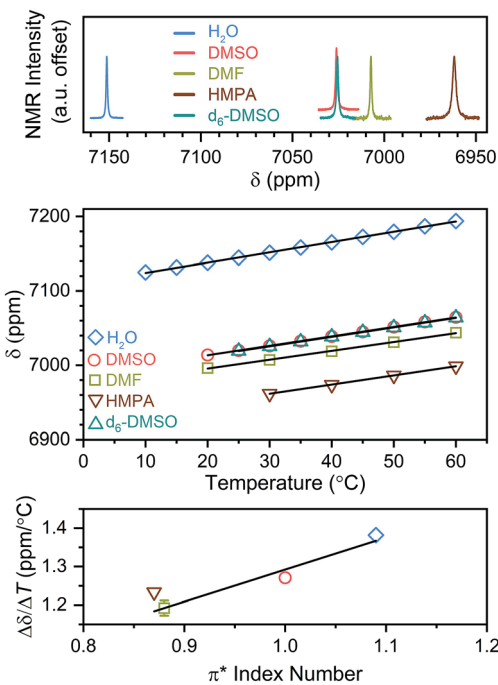 NMR Intensity
(a.u. offset)
H₂O
DMSO
DMF
HMPA
d₆-DMSO
7150 7100 7050 7000 6950
δ (ppm)
7200
7100
7000
6900
δ (ppm)
H₂O
DMSO
DMF
HMPA
d₆-DMSO
0 10 20 30 40 50 60
Temperature (°C)
1.4
1.3
1.2
Δδ/ΔT (ppm/°C)
0.8 0.9 1.0 1.1 1.2
π* Index Number